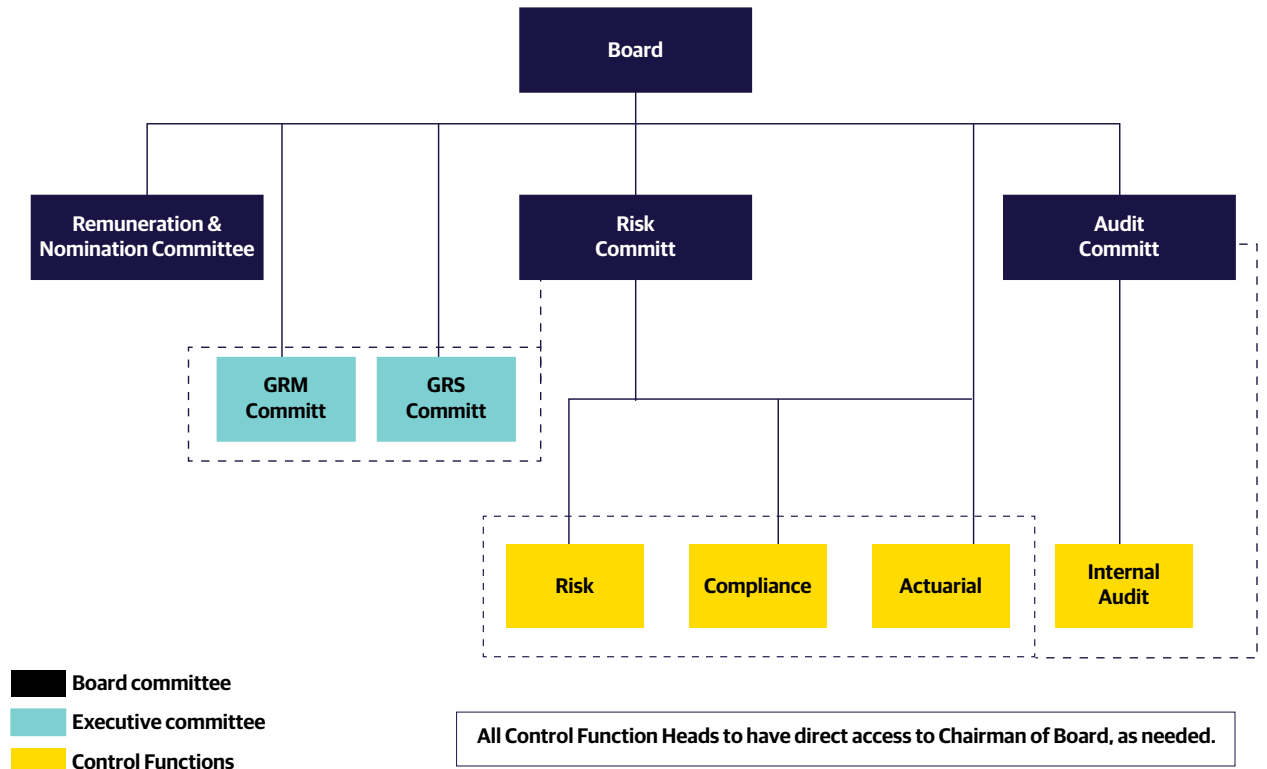 Board
Remuneration &
Nomination Committee
Risk
Committ
Audit
Committ
GRM
Committ
GRS
Committ
Risk
Compliance
Actuarial
Internal
Audit
Board committee
Executive committee
Control Functions
All Control Function Heads to have direct access to Chairman of Board, as needed.